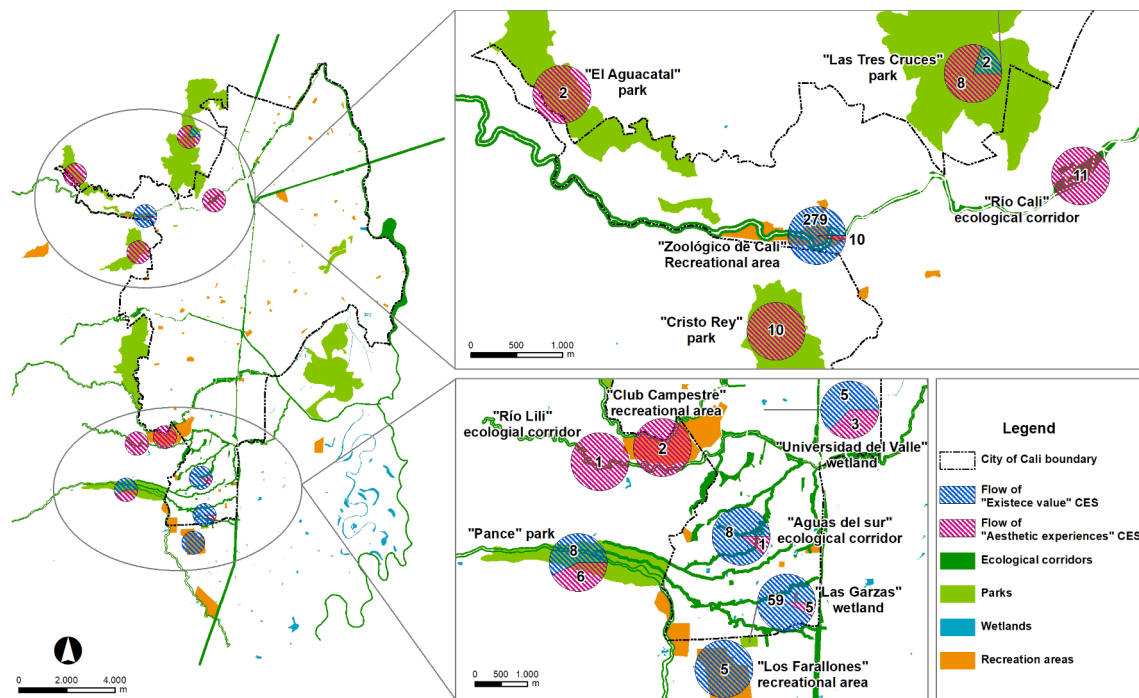 "El Aguacatal"
park
2
"Las Tres Cruces"
park
2
8
11
"Río Cali"
ecological corridor
279
10
"Zoológico de Cali"
Recreational area
"Cristo Rey"
park
10
0 500 1.000
m
"Club Campestre"
recreational area
"Río Lili"
ecologial corridor
2
1
5
3
"Universidad del Valle"
wetland
8
1
"Aguas del sur"
ecological corridor
"Pance" park
8
6
59
5
"Las Garzas"
wetland
5
"Los Farallones"
recreational area
0 500 1.000
m
0 2.000 4.000
m
Legend
City of Cali boundary
Flow of
"Existece value" CES
Flow of
"Aesthetic experiences" CES
Ecological corridors
Parks
Wetlands
Recreation areas